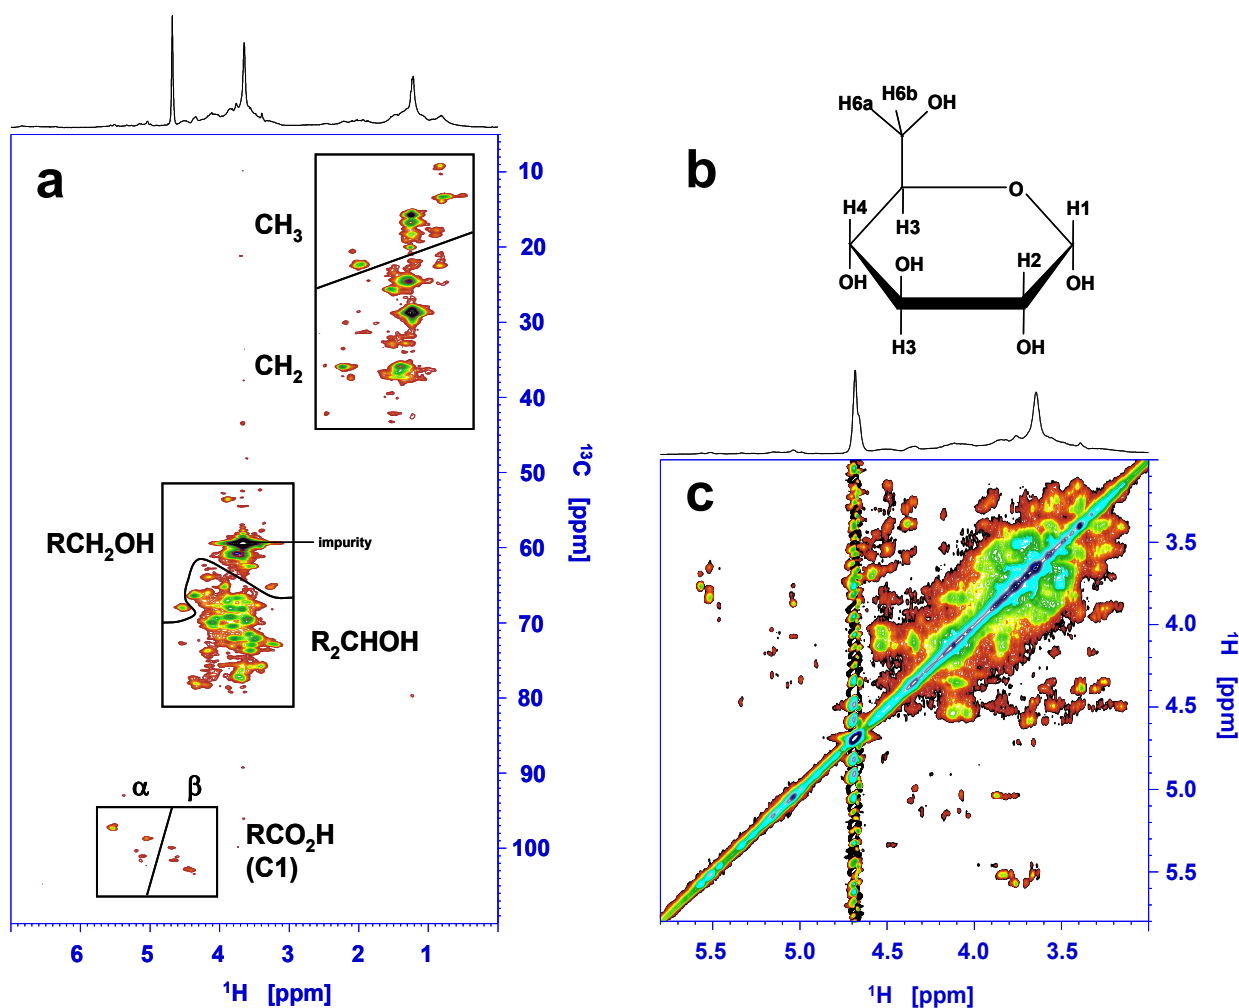 a
CH3
CH2
10
20
30
40
50
60
70
80
90
100
13C [ppm]
RCH2OH
impurity
R2CHOH
α
β
RCO2H
(C1)
6
5
4
3
2
1
1H [ppm]
b
H6a
H6b
OH
O
H4
H1
H3
OH
H2
OH
OH
H3
OH
c
3.5
4.0
4.5
5.0
5.5
1H [ppm]
5.5
5.0
4.5
4.0
3.5
1H [ppm]